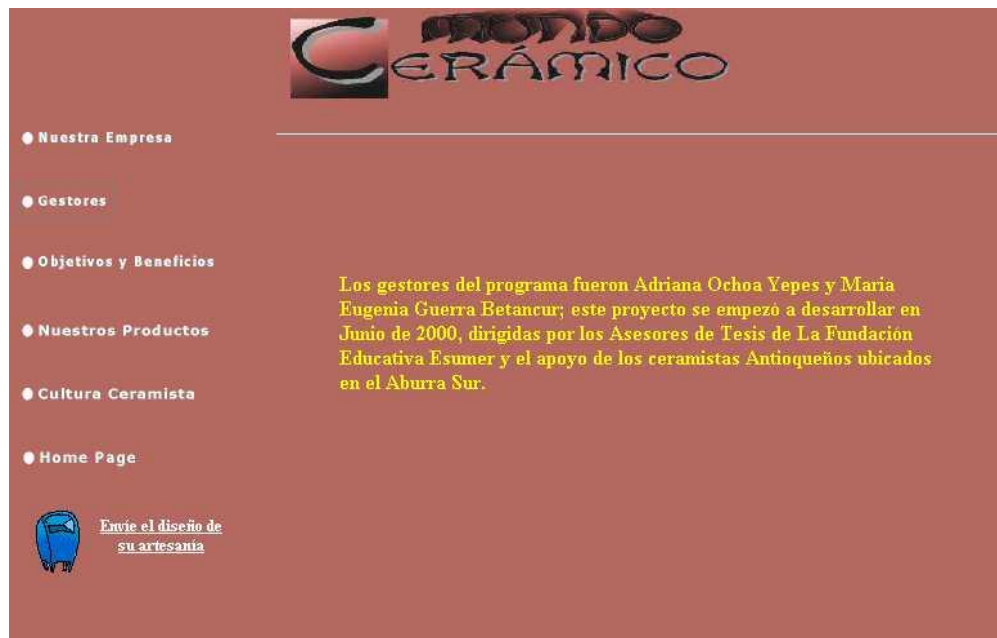 MUNDO
CERÁMICO
Nuestra Empresa
Gestores
Objetivos y Beneficios
Nuestros Productos
Cultura Ceramista
Home Page
Envie el diseño de
su artesanía
Los gestores del programa fueron Adriana Ochoa Yepes y Maria
Eugenia Guerra Betancur; este proyecto se empezó a desarrollar en
Junio de 2000, dirigidas por los Asesores de Tesis de La Fundación
Educativa Esumer y el apoyo de los ceramistas Antioqueños ubicados
en el Aburra Sur.